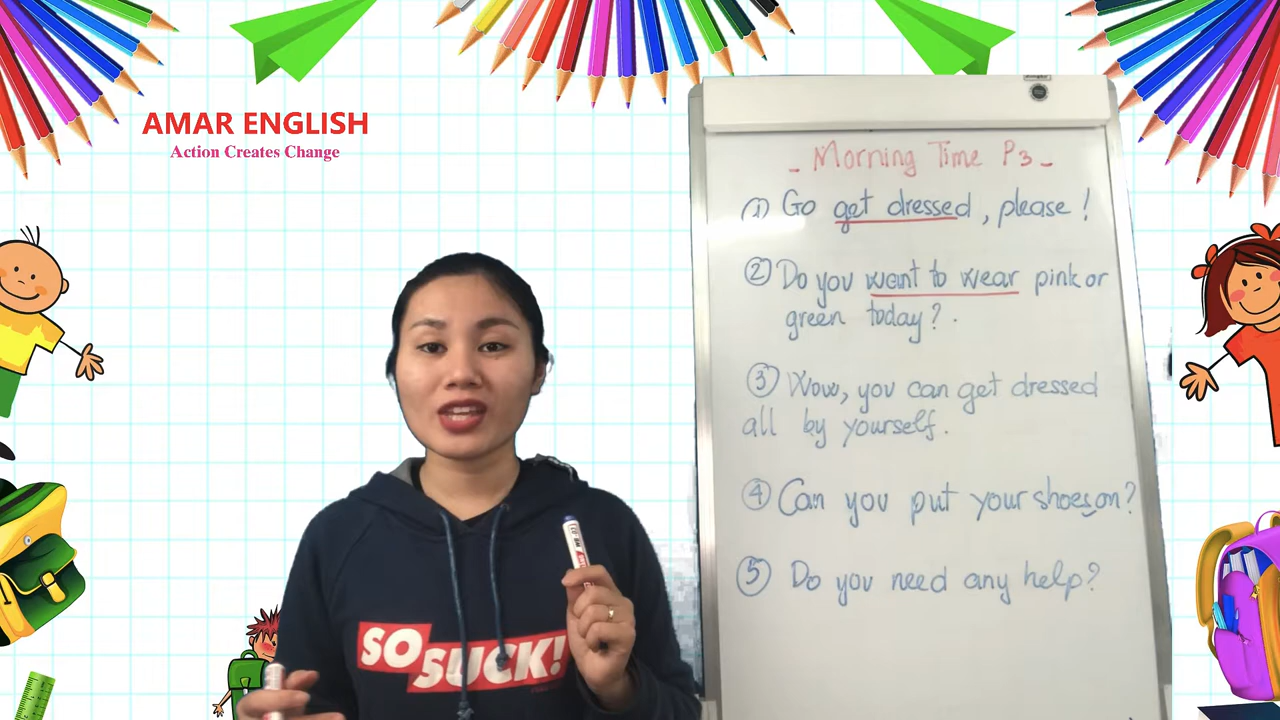 AMAR ENGLISH
Action Creates Change
- Morning Time P3 -
① Go get dressed, please!
② Do you want to wear pink or
green today?.
③ Wow, you can get dressed
all by yourself.
④ Can you put your shoes on?
⑤ Do you need any help?
SO
SUCK!